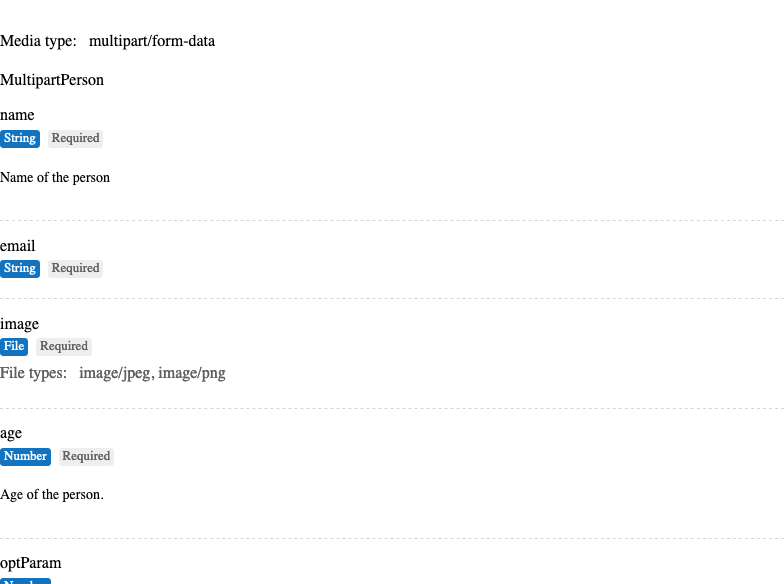 Media type: multipart/form-data
MultipartPerson
name
String Required
Name of the person
email
String Required
image
File Required
File types: image/jpeg, image/png
age
Number Required
Age of the person.
optParam
Number